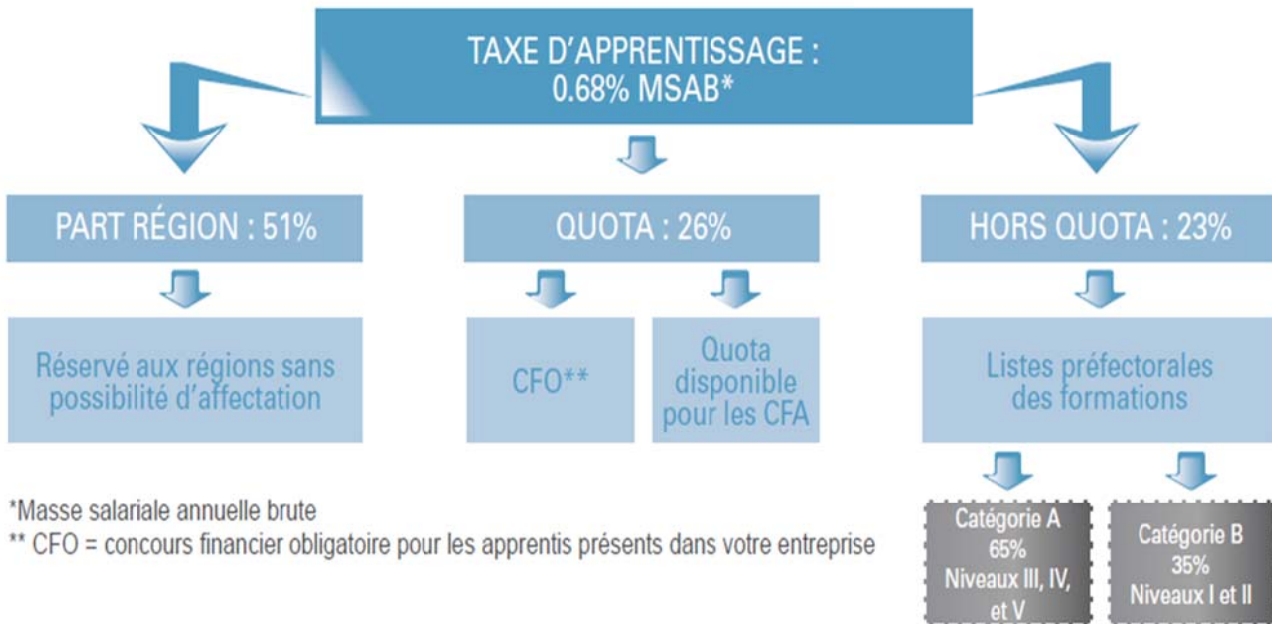 TAXE D'APPRENTISSAGE :
0.68% MSAB*
PART RÉGION : 51%
QUOTA : 26%
HORS QUOTA : 23%
Réservé aux régions sans
possibilité d'affectation
CFO**
Quota
disponible
pour les CFA
Listes préfectorales
des formations
*Masse salariale annuelle brute
** CFO = concours financier obligatoire pour les apprentis présents dans votre entreprise
Catégorie A
65%
Niveaux III, IV,
et V
Catégorie B
35%
Niveaux I et II